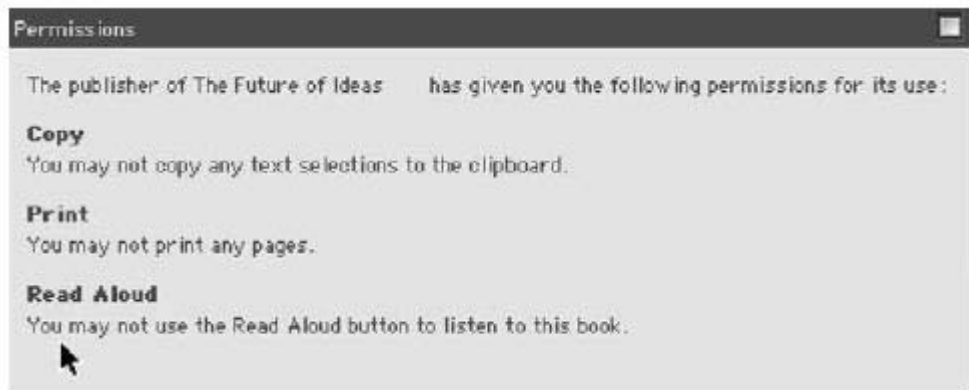 Permissions
The publisher of The Future of Ideas has given you the following permissions for its use:
Copy
You may not copy any text selections to the clipboard.
Print
You may not print any pages.
Read Aloud
You may not use the Read Aloud button to listen to this book.